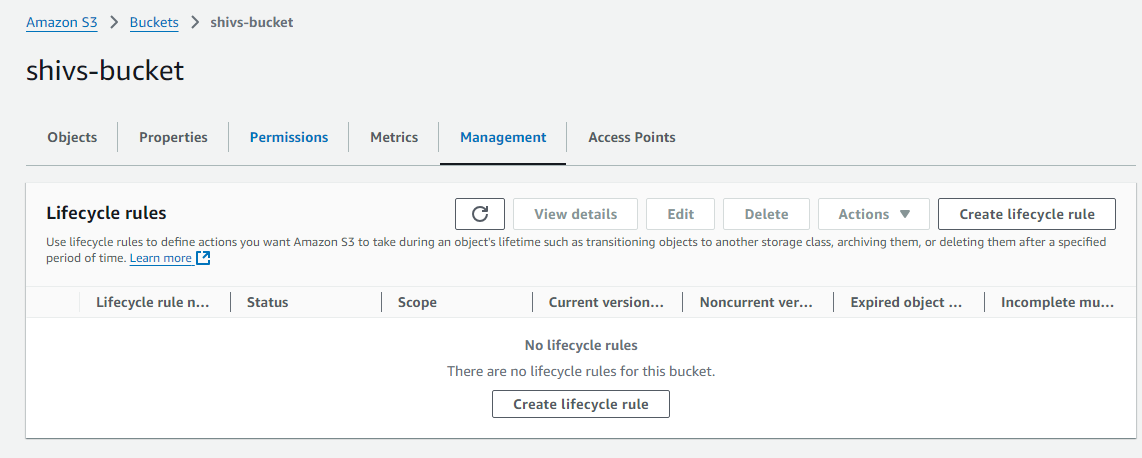 Amazon S3 > Buckets > shivs-bucket
shivs-bucket
Objects Properties Permissions Metrics Management Access Points
Lifecycle rules View details Edit Delete Actions Create lifecycle rule
Use lifecycle rules to define actions you want Amazon S3 to take during an object's lifetime such as transitioning objects to another storage class, archiving them, or deleting them after a specified
period of time. Learn more
Lifecycle rule n... Status Scope Current version... Noncurrent ver... Expired object ... Incomplete mu...
No lifecycle rules
There are no lifecycle rules for this bucket.
Create lifecycle rule